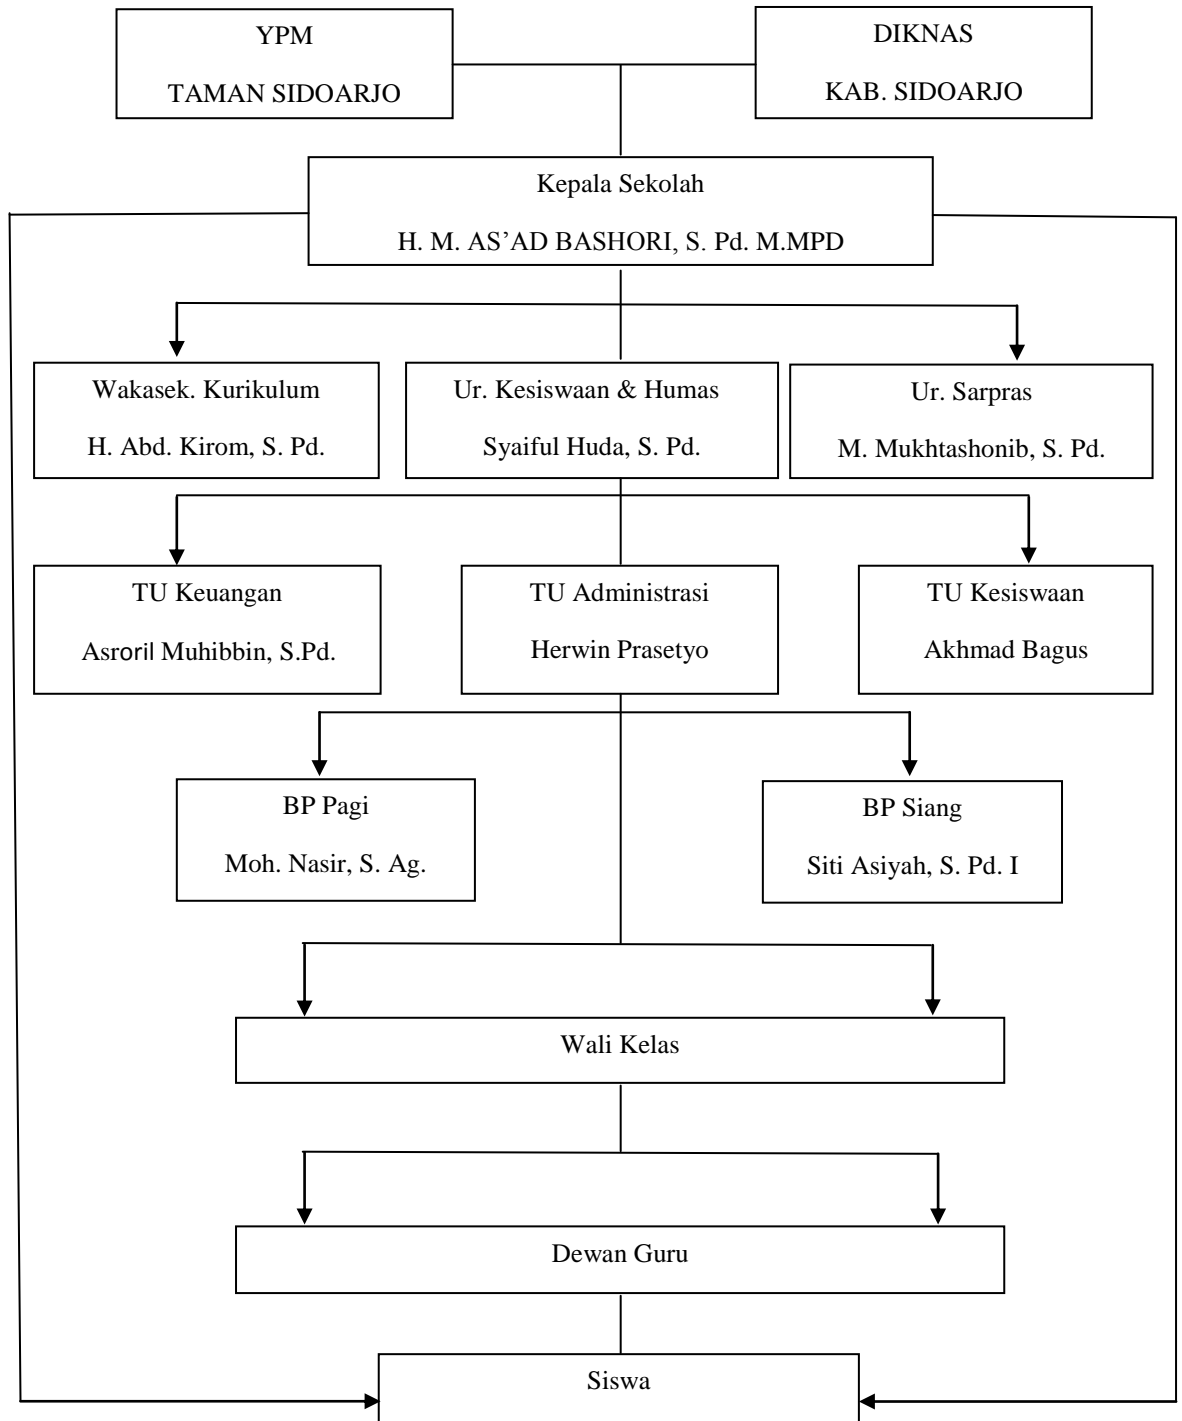 YPM
TAMAN SIDOARJO
DIKNAS
KAB. SIDOARJO
Kepala Sekolah
H. M. AS’AD BASHORI, S. Pd. M.MPD
Wakasek. Kurikulum
H. Abd. Kirom, S. Pd.
Ur. Kesiswaan & Humas
Syaiful Huda, S. Pd.
Ur. Sarpras
M. Mukhtashonib, S. Pd.
TU Keuangan
Asroril Muhibbin, S.Pd.
TU Administrasi
Herwin Prasetyo
TU Kesiswaan
Akhmad Bagus
BP Pagi
Moh. Nasir, S. Ag.
BP Siang
Siti Asiyah, S. Pd. I
Wali Kelas
Dewan Guru
Siswa